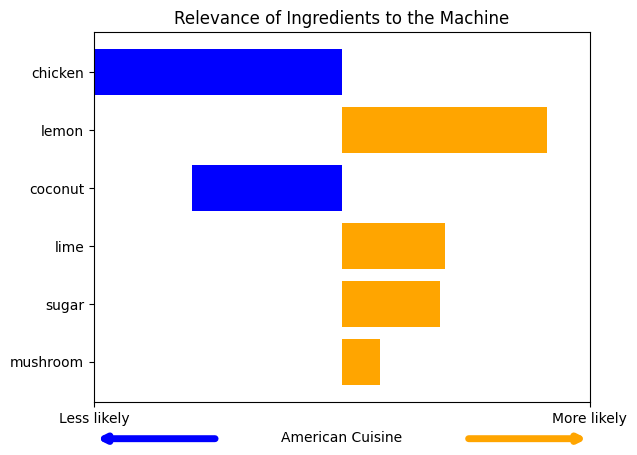 Relevance of Ingredients to the Machine
chicken
lemon
coconut
lime
sugar
mushroom
Less likely
More likely
American Cuisine